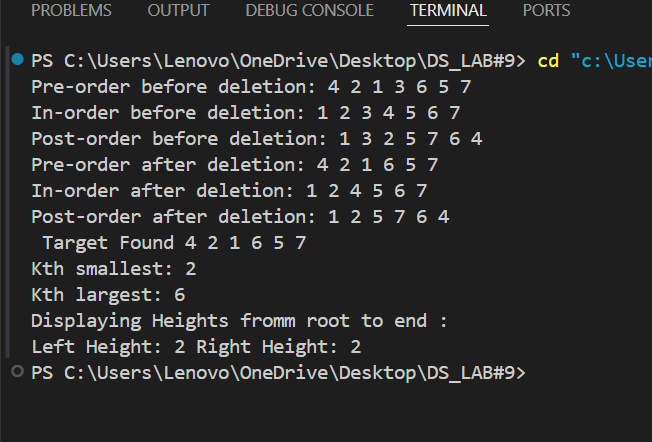 PROBLEMS OUTPUT DEBUG CONSOLE TERMINAL PORTS
PS C:\Users\Lenovo\OneDrive\Desktop\DS_LAB#9> cd "c:\User
Pre-order before deletion: 4 2 1 3 6 5 7
In-order before deletion: 1 2 3 4 5 6 7
Post-order before deletion: 1 3 2 5 7 6 4
Pre-order after deletion: 4 2 1 6 5 7
In-order after deletion: 1 2 4 5 6 7
Post-order after deletion: 1 2 5 7 6 4
 Target Found 4 2 1 6 5 7
Kth smallest: 2
Kth largest: 6
Displaying Heights fromm root to end :
Left Height: 2 Right Height: 2
PS C:\Users\Lenovo\OneDrive\Desktop\DS_LAB#9>